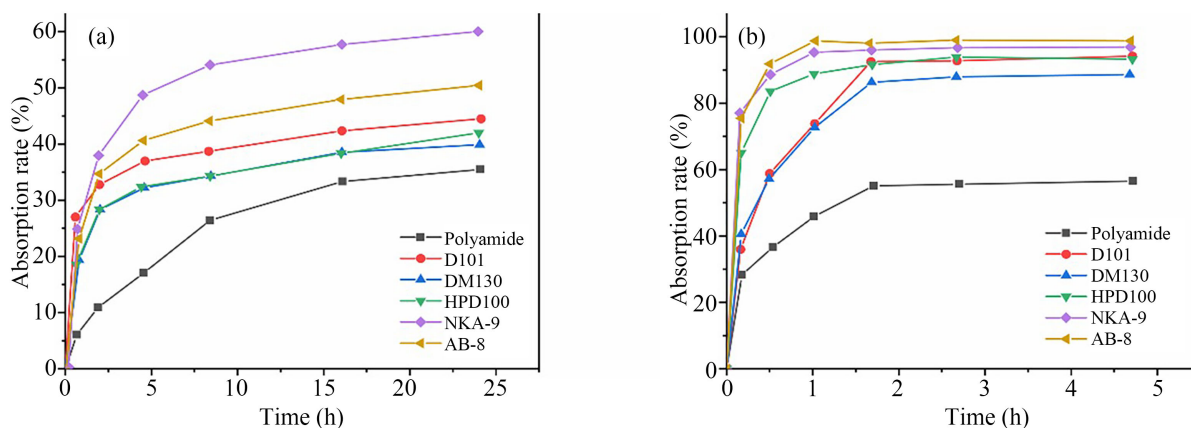 (a)
Absorption rate (%)
60
50
40
30
20
10
0
0
5
10
15
20
25
Time (h)
Polyamide
D101
DM130
HPD100
NKA-9
AB-8
(b)
Absorption rate (%)
100
80
60
40
20
0
0
1
2
3
4
5
Time (h)
Polyamide
D101
DM130
HPD100
NKA-9
AB-8